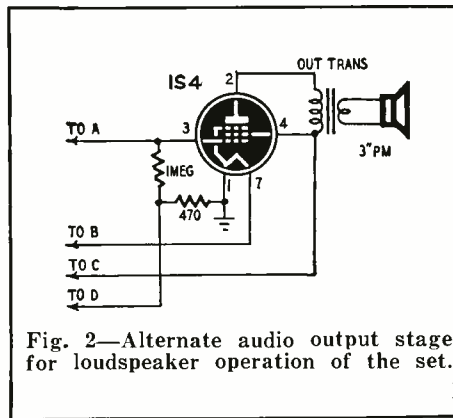 OUT TRANS
1S4
2
3
4
3"PM
TO A
1MEG
1
7
470
TO B
TO C
TO D
Fig. 2—Alternate audio output stage
for loudspeaker operation of the set.